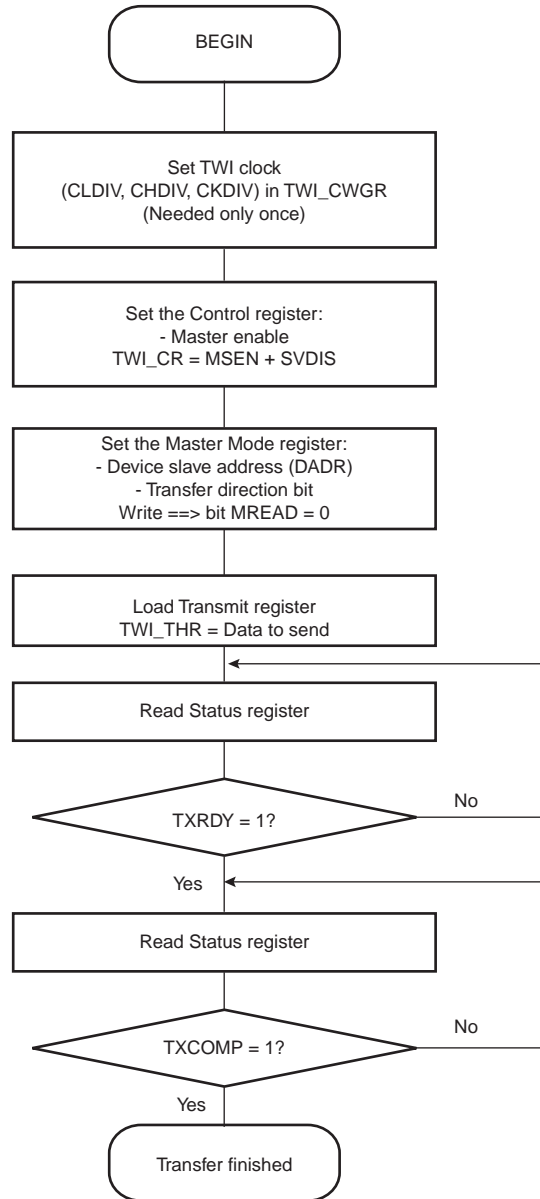 BEGIN
Set TWI clock
(CLDIV, CHDIV, CKDIV) in TWI_CWGR
(Needed only once)
Set the Control register:
- Master enable
TWI_CR = MSEN + SVDIS
Set the Master Mode register:
- Device slave address (DADR)
- Transfer direction bit
Write ==> bit MREAD = 0
Load Transmit register
TWI_THR = Data to send
Read Status register
No
TXRDY = 1?
Yes
Read Status register
No
TXCOMP = 1?
Yes
Transfer finished